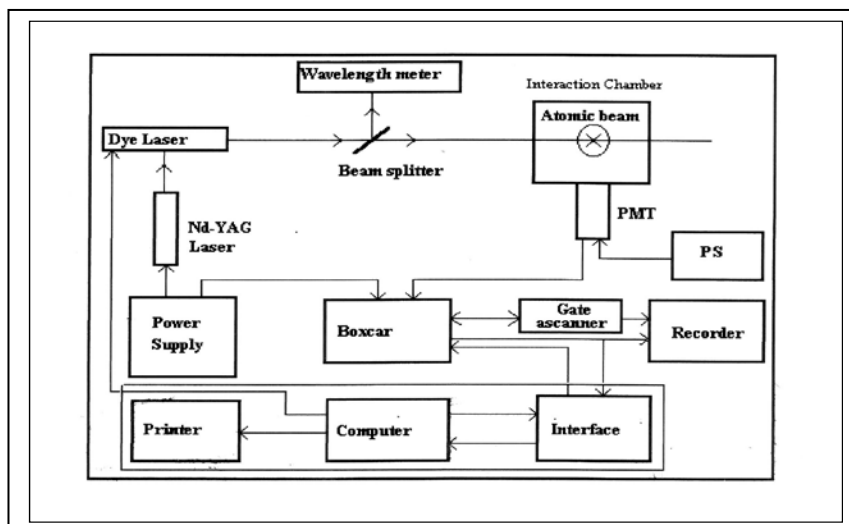 Wavelength meter
Interaction Chamber
Atomic beam
Dye Laser
Beam splitter
Nd-YAG
Laser
PMT
PS
Power
Supply
Boxcar
Gate
ascanner
Recorder
Printer
Computer
Interface